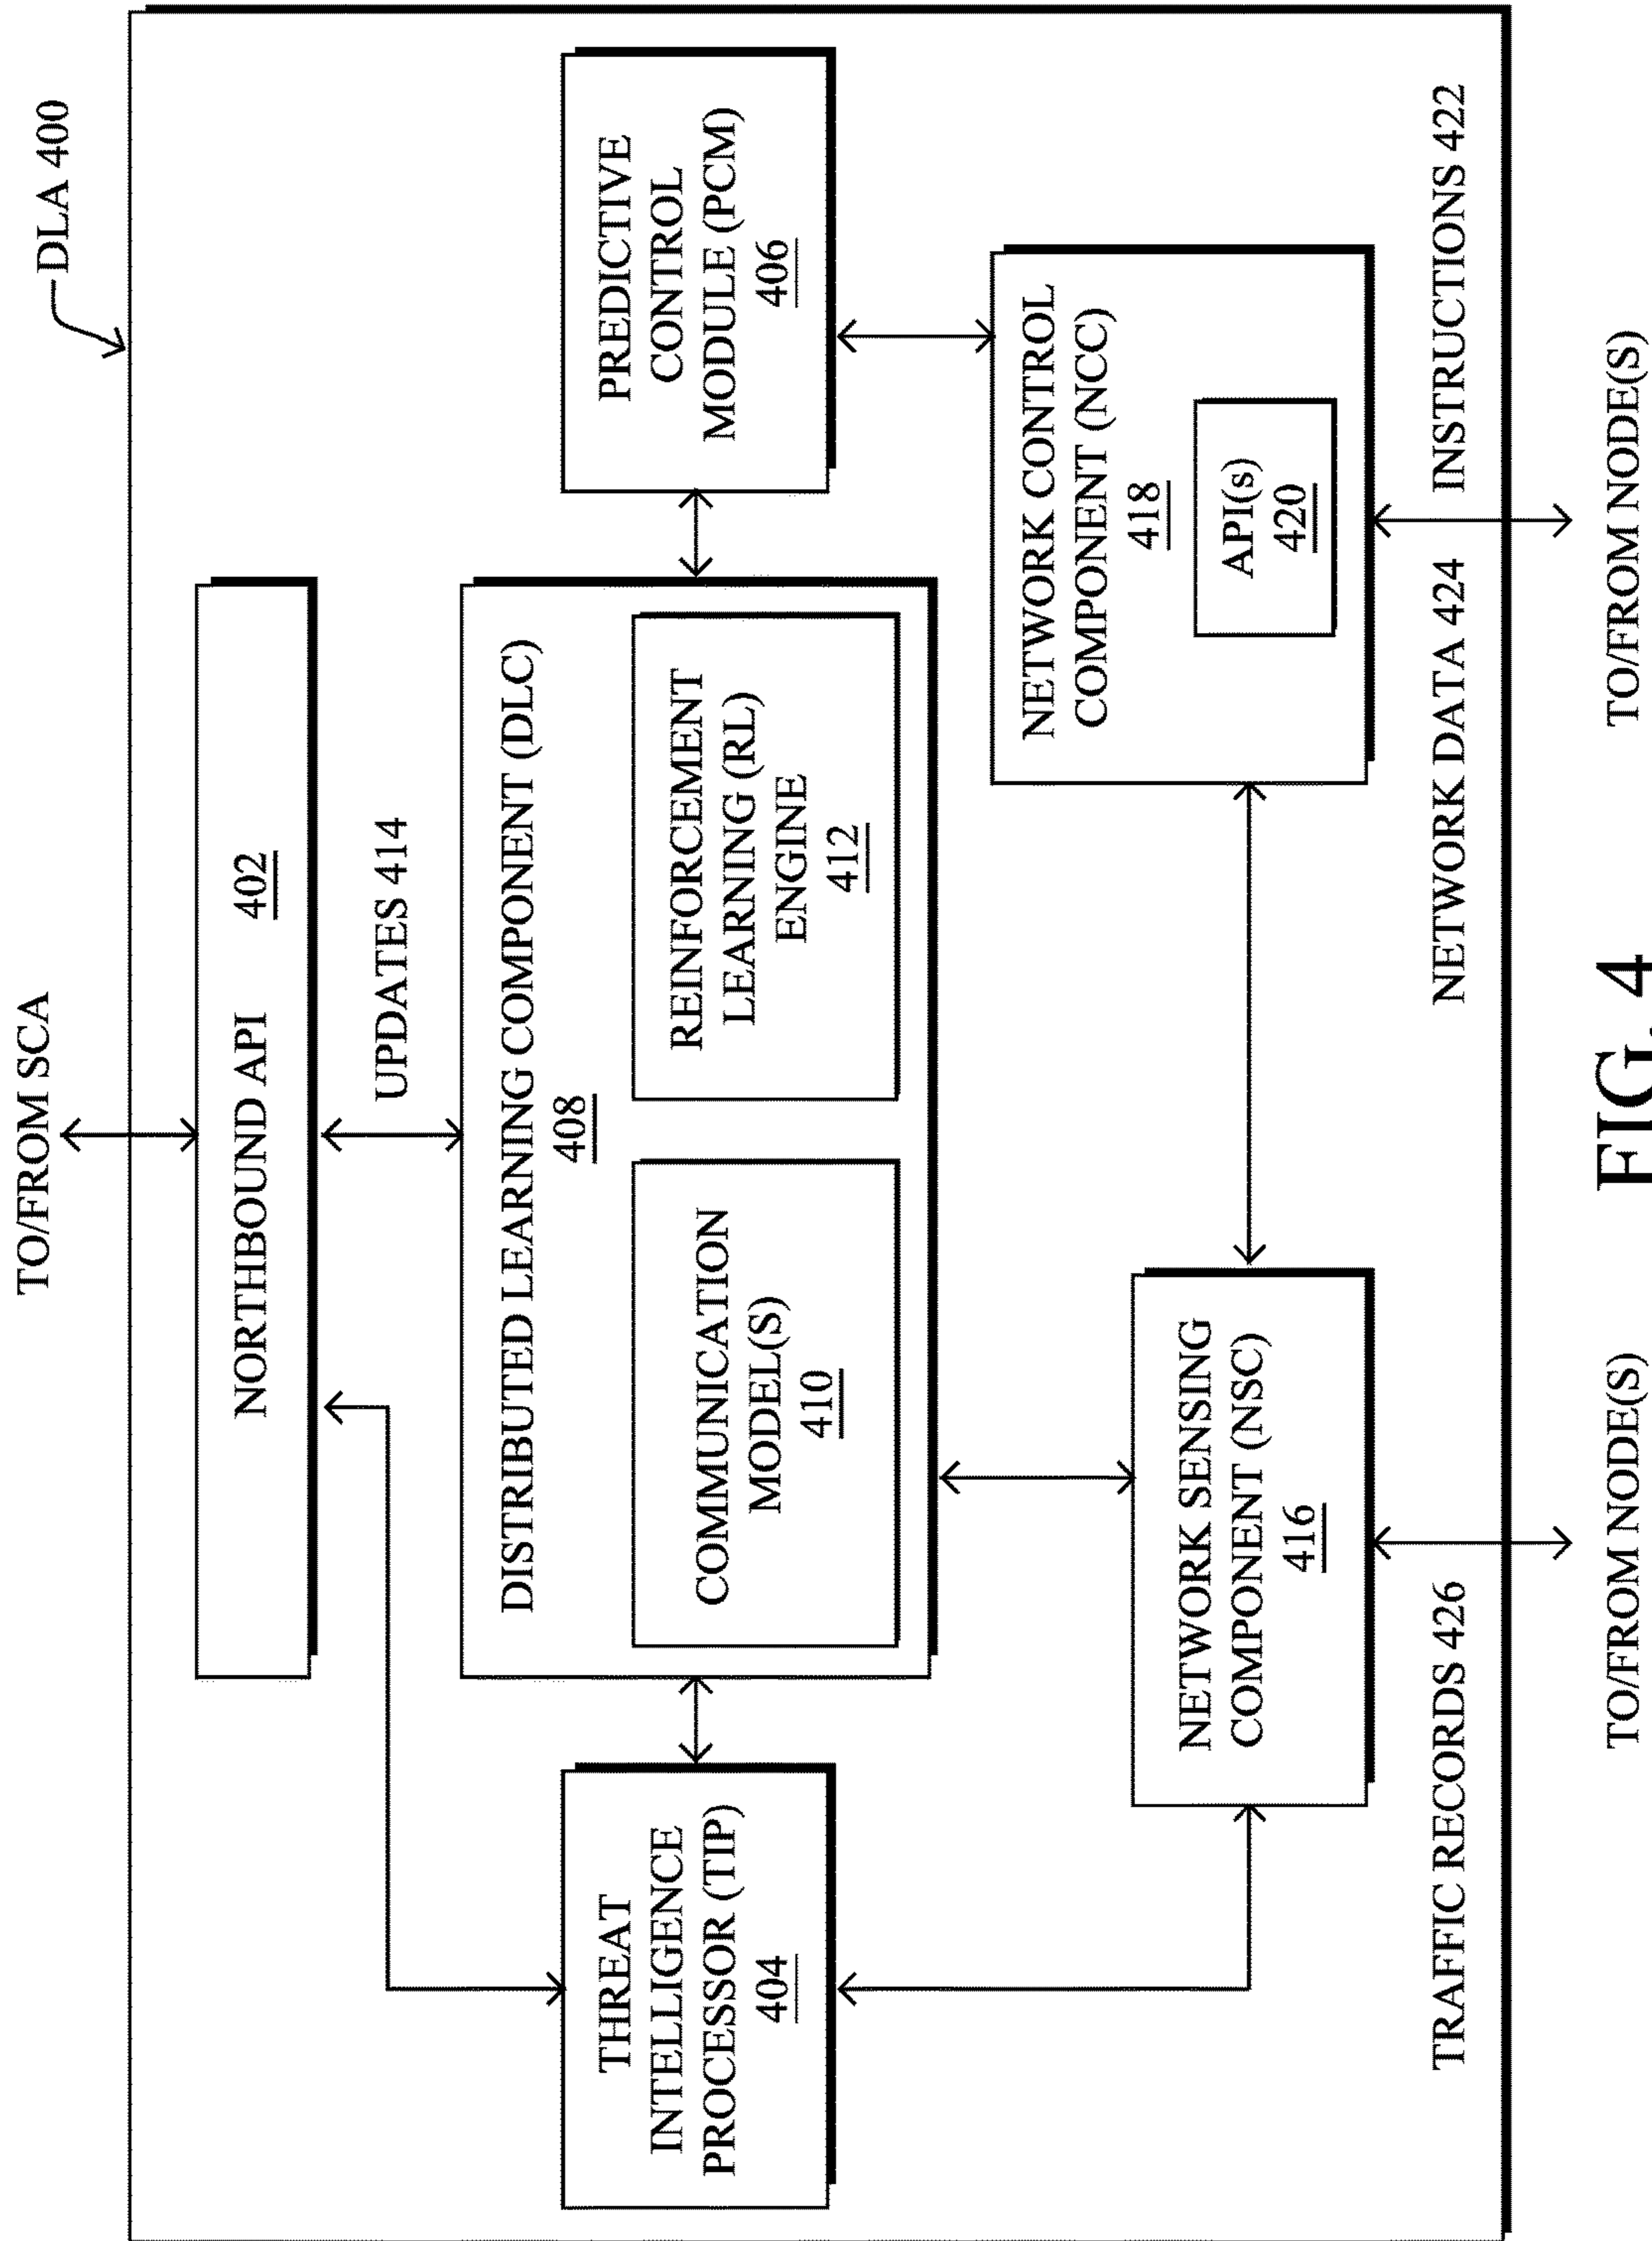 DLA 400
TO/FROM SCA
NORTHBOUND API 402
UPDATES 414
THREAT
INTELLIGENCE
PROCESSOR (TIP)
404
DISTRIBUTED LEARNING COMPONENT (DLC)
408
COMMUNICATION
MODEL(S)
410
REINFORCEMENT
LEARNING (RL)
ENGINE
412
PREDICTIVE
CONTROL
MODULE (PCM)
406
NETWORK SENSING
COMPONENT (NSC)
416
NETWORK CONTROL
COMPONENT (NCC)
418
API(s)
420
TRAFFIC RECORDS 426
NETWORK DATA 424
INSTRUCTIONS 422
TO/FROM NODE(S)
TO/FROM NODE(S)
FIG. 4